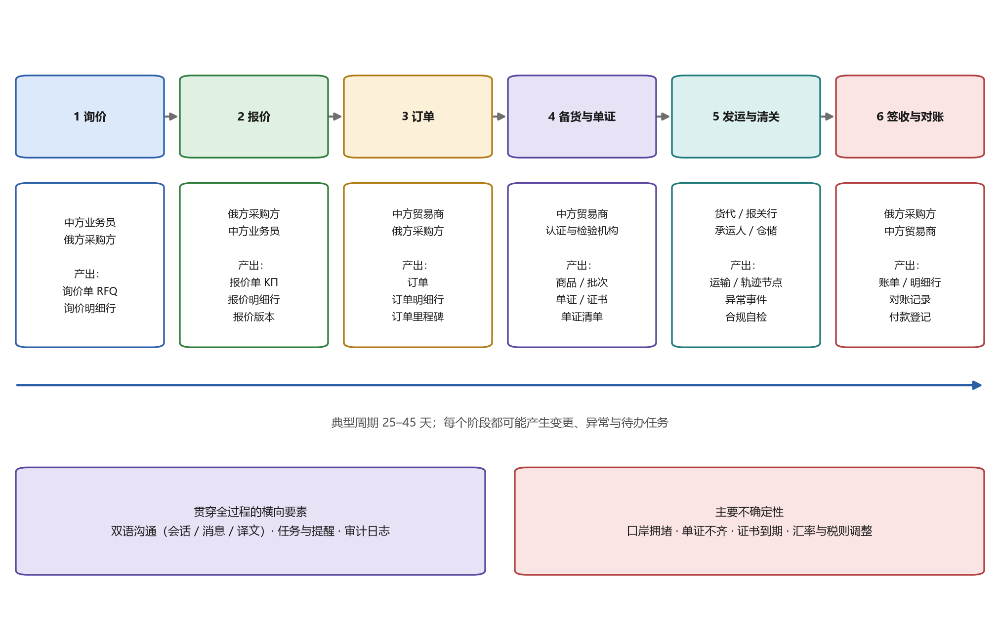 1 询价
2 报价
3 订单
4 备货与单证
5 发运与清关
6 签收与对账
中方业务员
俄方采购方
产出：
询价单 RFQ
询价明细行
俄方采购方
中方业务员
产出：
报价单 КП
报价明细行
报价版本
中方贸易商
俄方采购方
产出：
订单
订单明细行
订单里程碑
中方贸易商
认证与检验机构
产出：
商品 / 批次
单证 / 证书
单证清单
货代 / 报关行
承运人 / 仓储
产出：
运输 / 轨迹节点
异常事件
合规自检
俄方采购方
中方贸易商
产出：
账单 / 明细行
对账记录
付款登记
典型周期 25–45 天；每个阶段都可能产生变更、异常与待办任务
贯穿全过程的横向要素
双语沟通（会话 / 消息 / 译文）· 任务与提醒 · 审计日志
主要不确定性
口岸拥堵 · 单证不齐 · 证书到期 · 汇率与税则调整